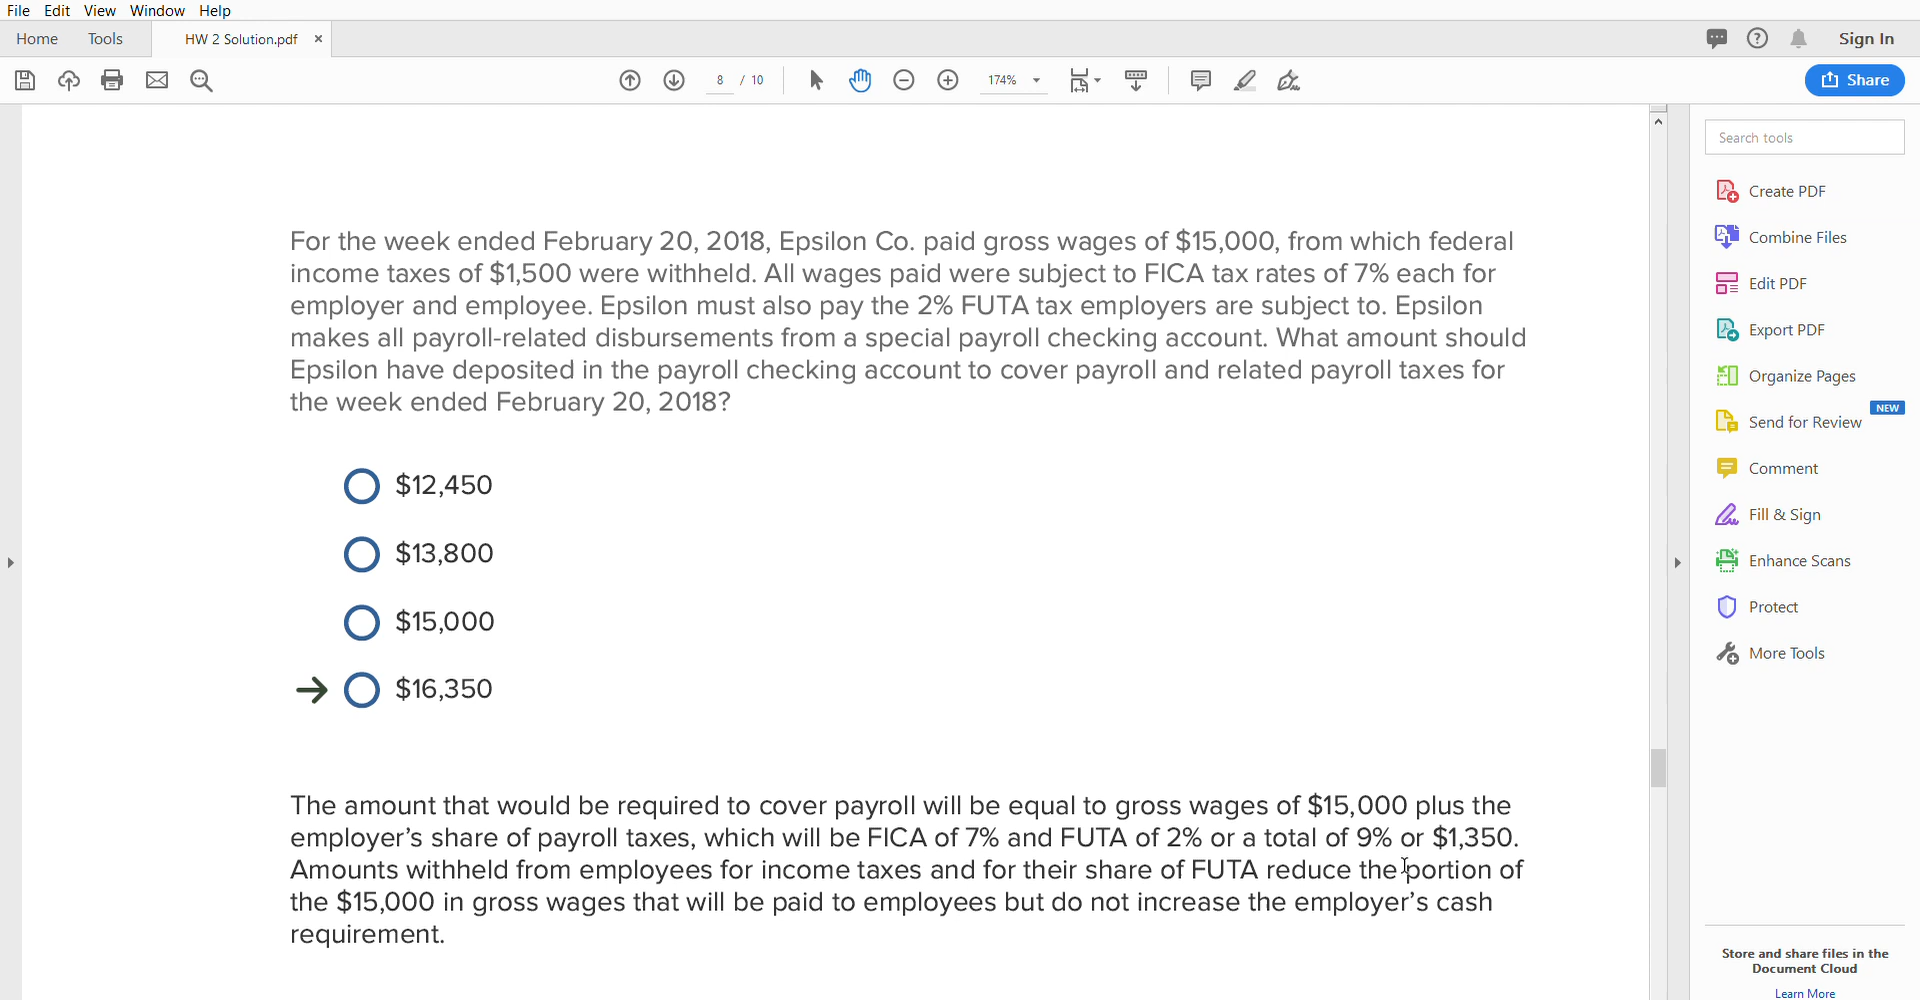 File Edit View Window Help
Home Tools HW 2 Solution.pdf × Sign In
8 / 10 174% Share
For the week ended February 20, 2018, Epsilon Co. paid gross wages of $15,000, from which federal
income taxes of $1,500 were withheld. All wages paid were subject to FICA tax rates of 7% each for
employer and employee. Epsilon must also pay the 2% FUTA tax employers are subject to. Epsilon
makes all payroll-related disbursements from a special payroll checking account. What amount should
Epsilon have deposited in the payroll checking account to cover payroll and related payroll taxes for
the week ended February 20, 2018?
$12,450
$13,800
$15,000
$16,350
The amount that would be required to cover payroll will be equal to gross wages of $15,000 plus the
employer’s share of payroll taxes, which will be FICA of 7% and FUTA of 2% or a total of 9% or $1,350.
Amounts withheld from employees for income taxes and for their share of FUTA reduce the portion of
the $15,000 in gross wages that will be paid to employees but do not increase the employer’s cash
requirement.
Search tools
Create PDF
Combine Files
Edit PDF
Export PDF
Organize Pages
NEW
Send for Review
Comment
Fill & Sign
Enhance Scans
Protect
More Tools
Store and share files in the
Document Cloud
Learn More